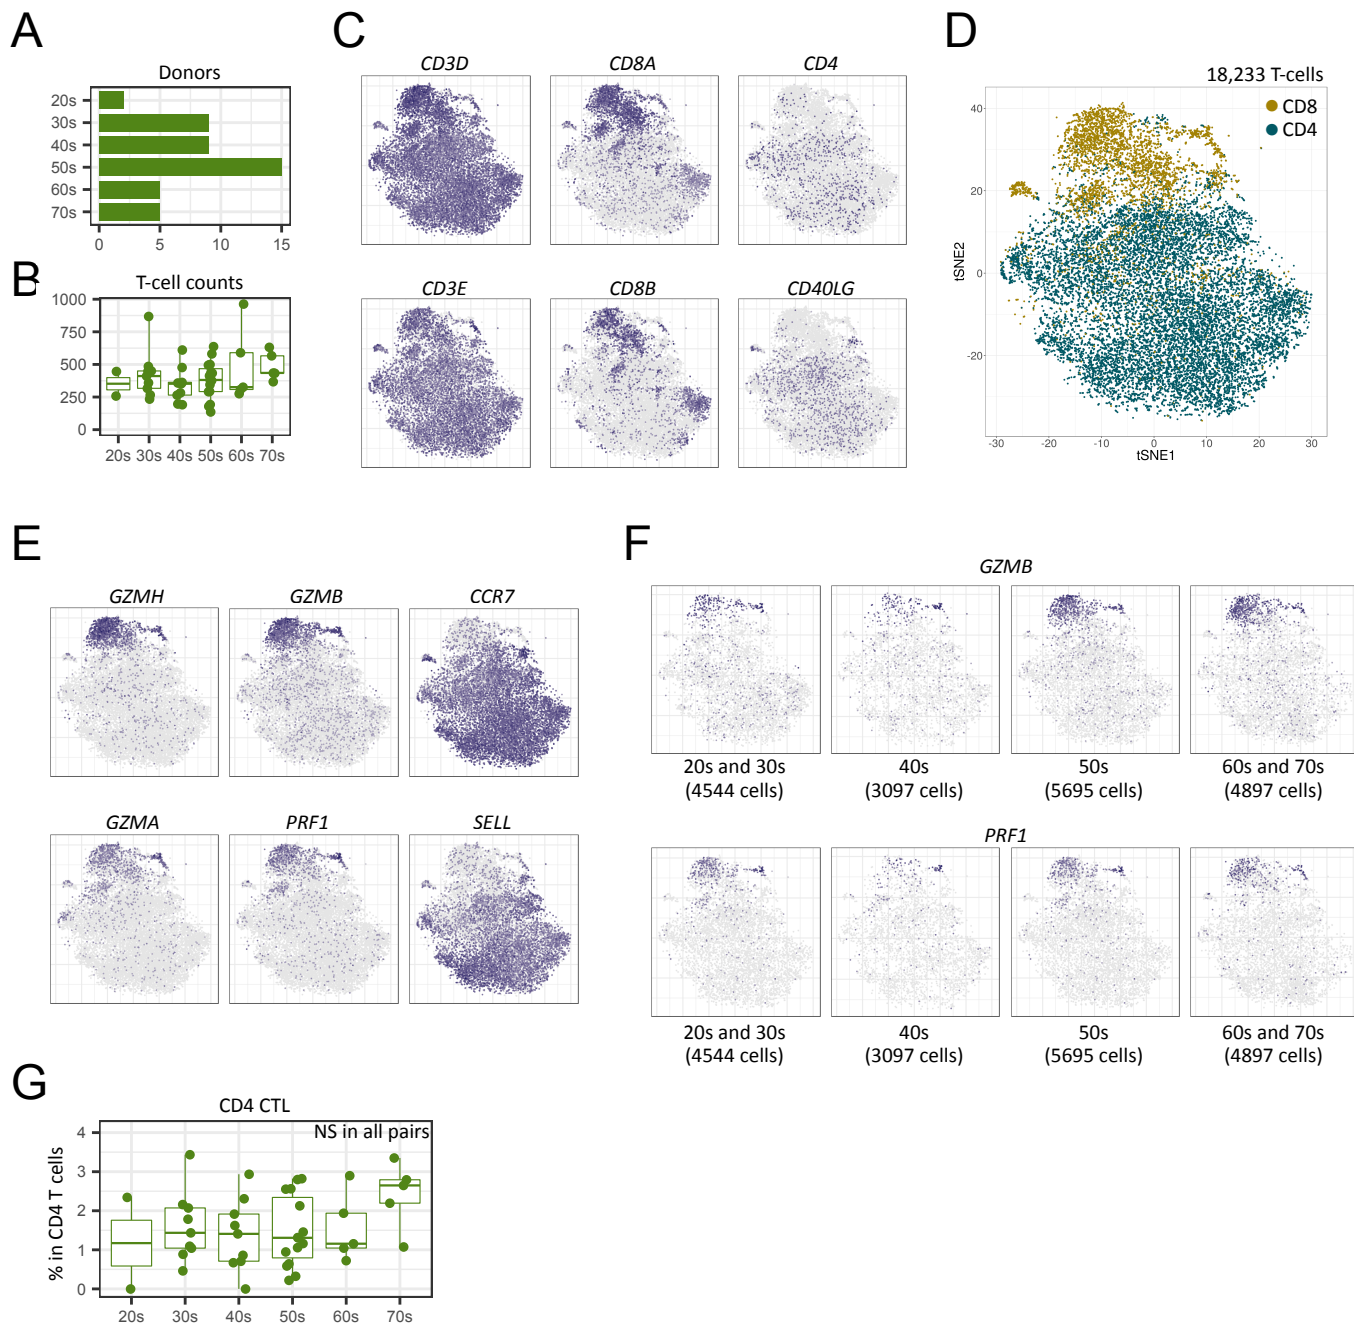 A
Donors
20s
30s
40s
50s
60s
70s
0 5 10 15
B
T-cell counts
1000
750
500
250
0
20s 30s 40s 50s 60s 70s
C
CD3D CD8A CD4
CD3E CD8B CD40LG
D
18,233 T-cells
CD8
CD4
40
20
0
-20
tSNE2
-30 -20 -10 0 10 20 30
tSNE1
E
GZMH GZMB CCR7
GZMA PRF1 SELL
F
GZMB
20s and 30s 40s 50s 60s and 70s
(4544 cells) (3097 cells) (5695 cells) (4897 cells)
PRF1
20s and 30s 40s 50s 60s and 70s
(4544 cells) (3097 cells) (5695 cells) (4897 cells)
G
CD4 CTL
NS in all pairs
% in CD4 T cells
4
3
2
1
0
20s 30s 40s 50s 60s 70s